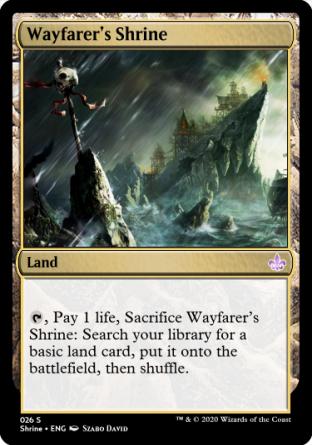 Wayfarer's Shrine
Land
, Pay 1 life, Sacrifice Wayfarer's
Shrine: Search your library for a
basic land card, put it onto the
battlefield, then shuffle.
026 S
Shrine • ENG Szabo David
™ & © 2020 Wizards of the Coast